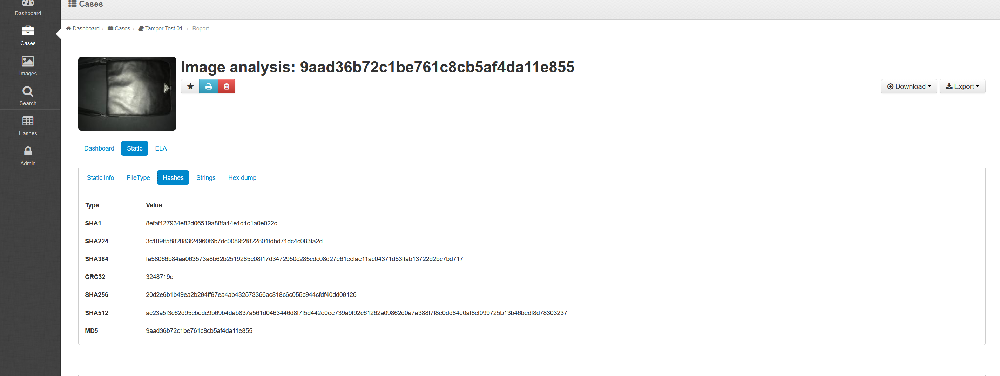 Cases
Dashboard
Cases
Images
Search
Hashes
Admin
Dashboard › Cases › Tamper Test 01 › Report
Image analysis: 9aad36b72c1be761c8cb5af4da11e855
Download Export
Dashboard Static ELA
Static info FileType Hashes Strings Hex dump
Type Value
SHA1 8efaf127934e82d06519a88fa14e1d1c1a0e022c
SHA224 3c109ff5882083f24960f6b7dc0089f2f822801fdbd71dc4c083fa2d
SHA384 fa58066b84aa063573a8b62b2519285c08f17d3472950c285cdc08d27e61ecfae11ac04371d53ffab13722d2bc7bd717
CRC32 3248719e
SHA256 20d2e6b1b49ea2b294ff97ea4ab432573366ac818c6c055c944cfdf40dd09126
SHA512 ac23a5f3c62d95cbedc9b69b4dab837a561d0463446d8f7f5d442e0ee739a9f92c61262a09862d0a7a388f7f8e0dd84e0af8cf099725b13b46bedf8d78303237
MD5 9aad36b72c1be761c8cb5af4da11e855